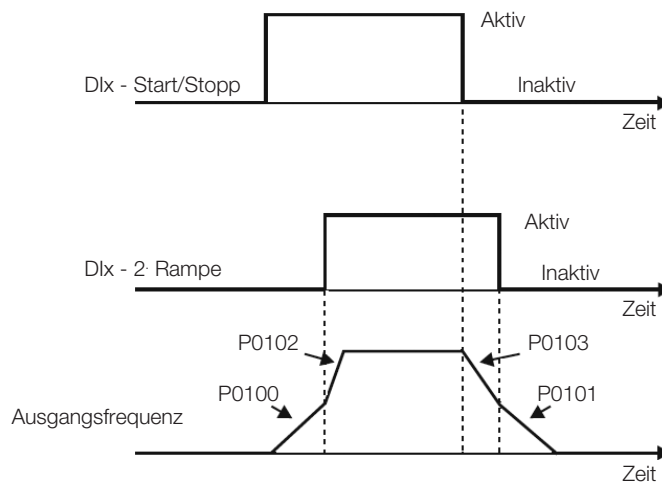 Aktiv
DIx - Start/Stopp
Inaktiv
Zeit
Aktiv
DIx - 2. Rampe
Inaktiv
Zeit
P0102
P0103
P0100
P0101
Ausgangsfrequenz
Zeit